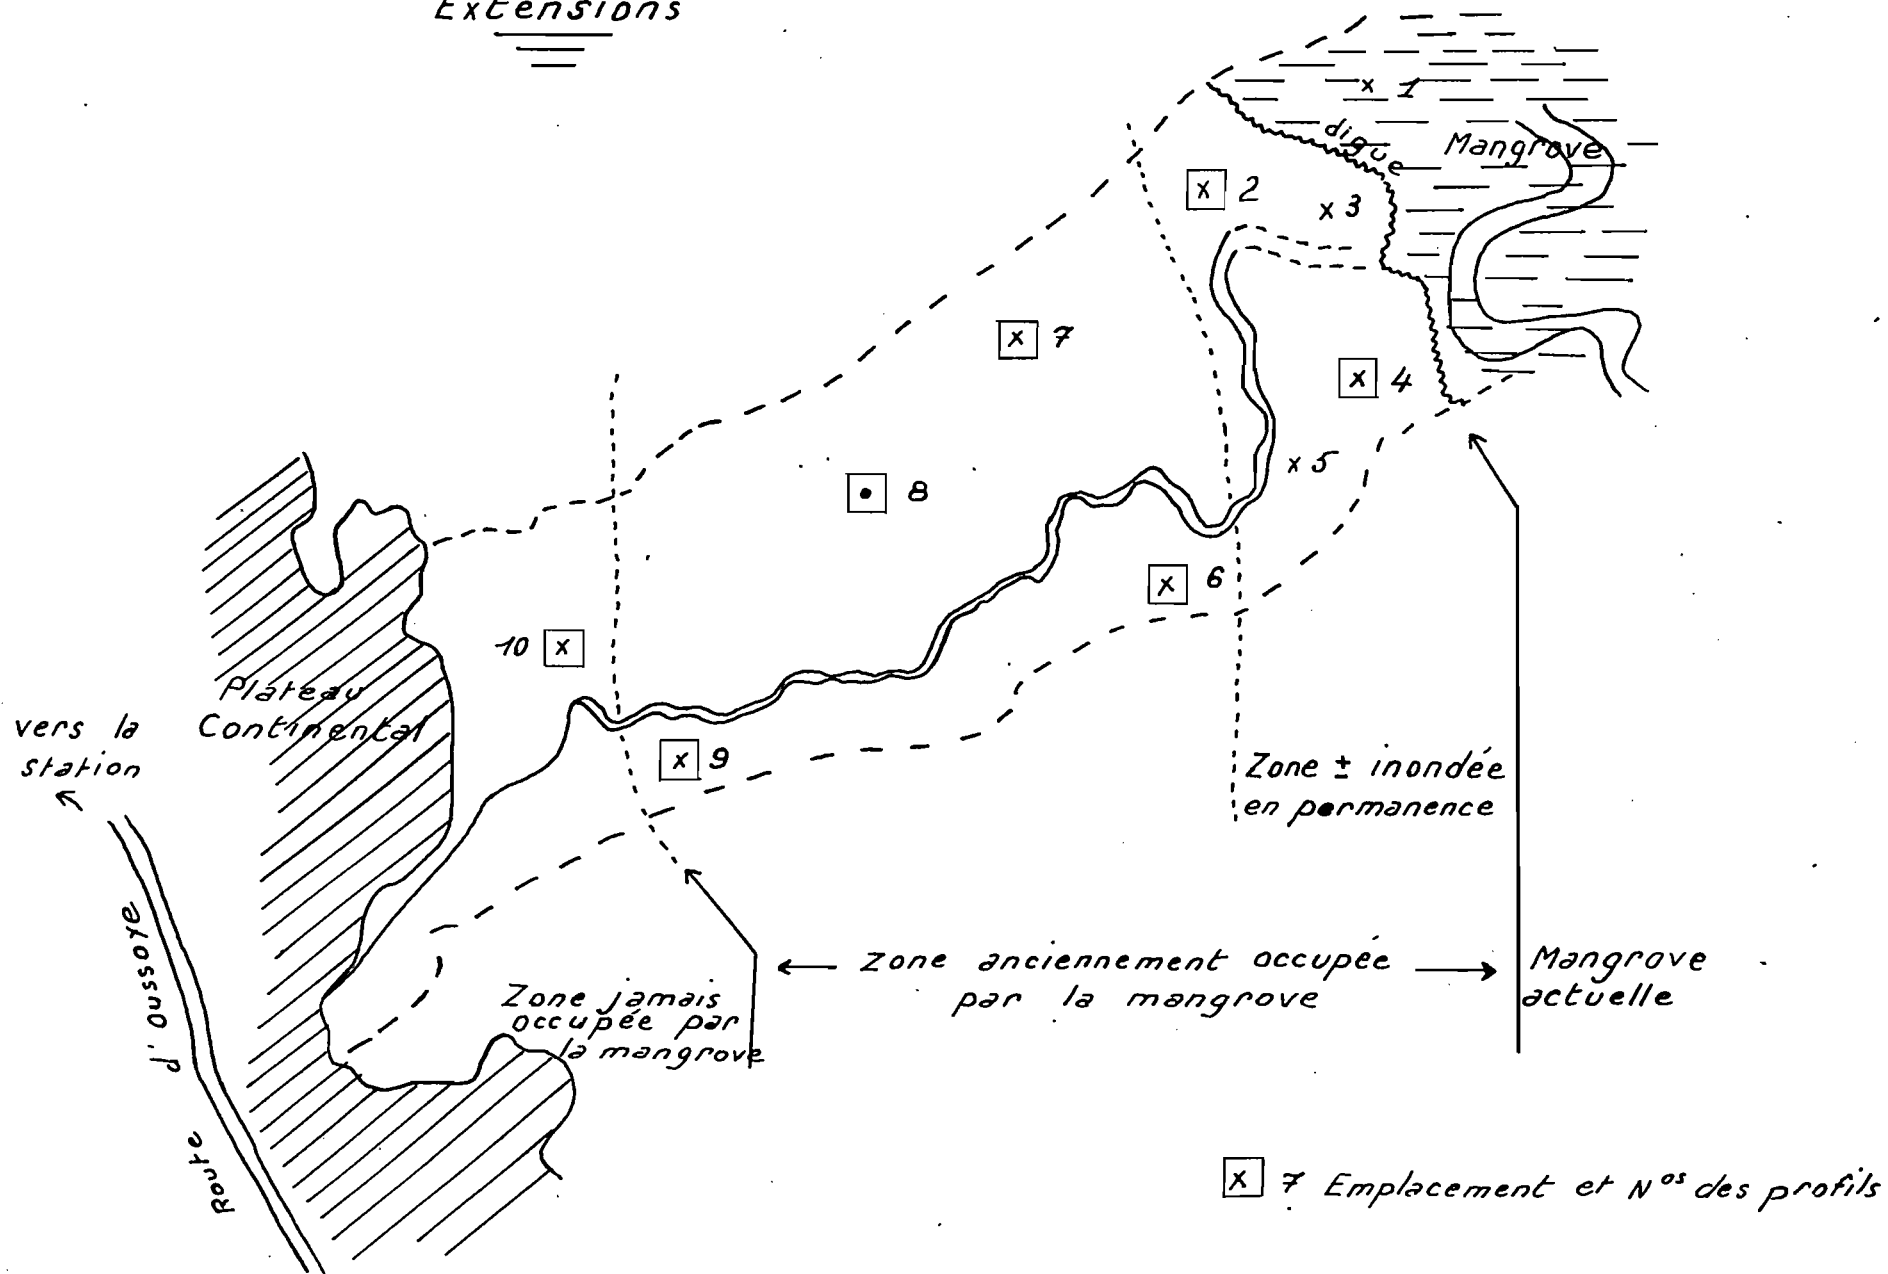 Extensions
x 1
digue
Mangrove
x 2
x 3
x 7
x 4
x 5
8
x 6
10 x
Plateau
Continental
vers la
station
x 9
Zone ± inondée
en permanence
Route d'Oussoye
zone anciennement occupée
par la mangrove
Mangrove
actuelle
Zone jamais
occupée par
la mangrove
x 7 Emplacement et Nos des profils